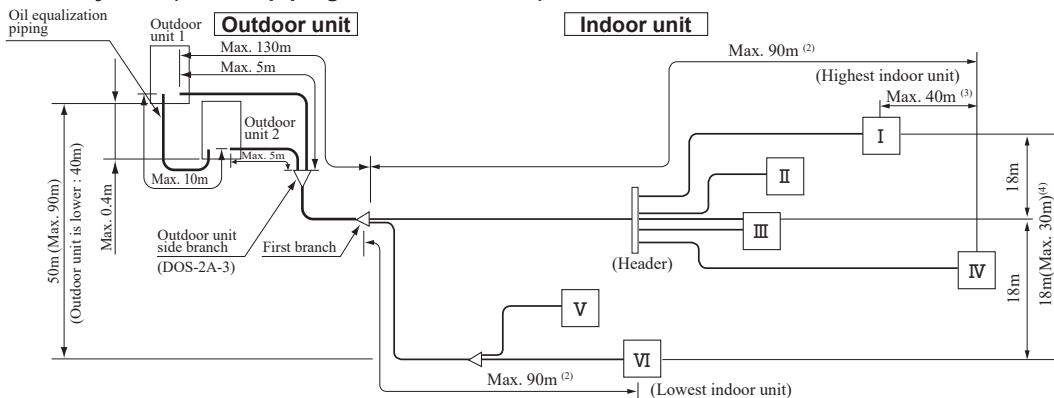 Oil equalization
piping
Outdoor
unit 1
Outdoor unit
Indoor unit
Max. 130m
Max. 5m
Max. 90m (2)
(Highest indoor unit)
Max. 40m (3)
Outdoor
unit 2
Max. 5m
Max. 10m
50m (Max. 90m)
(Outdoor unit is lower : 40m)
Max. 0.4m
Outdoor unit
side branch
(DOS-2A-3)
First branch
(Header)
I
II
III
IV
V
VI
18m
18m
18m(Max. 30m)(4)
Max. 90m (2)
(Lowest indoor unit)